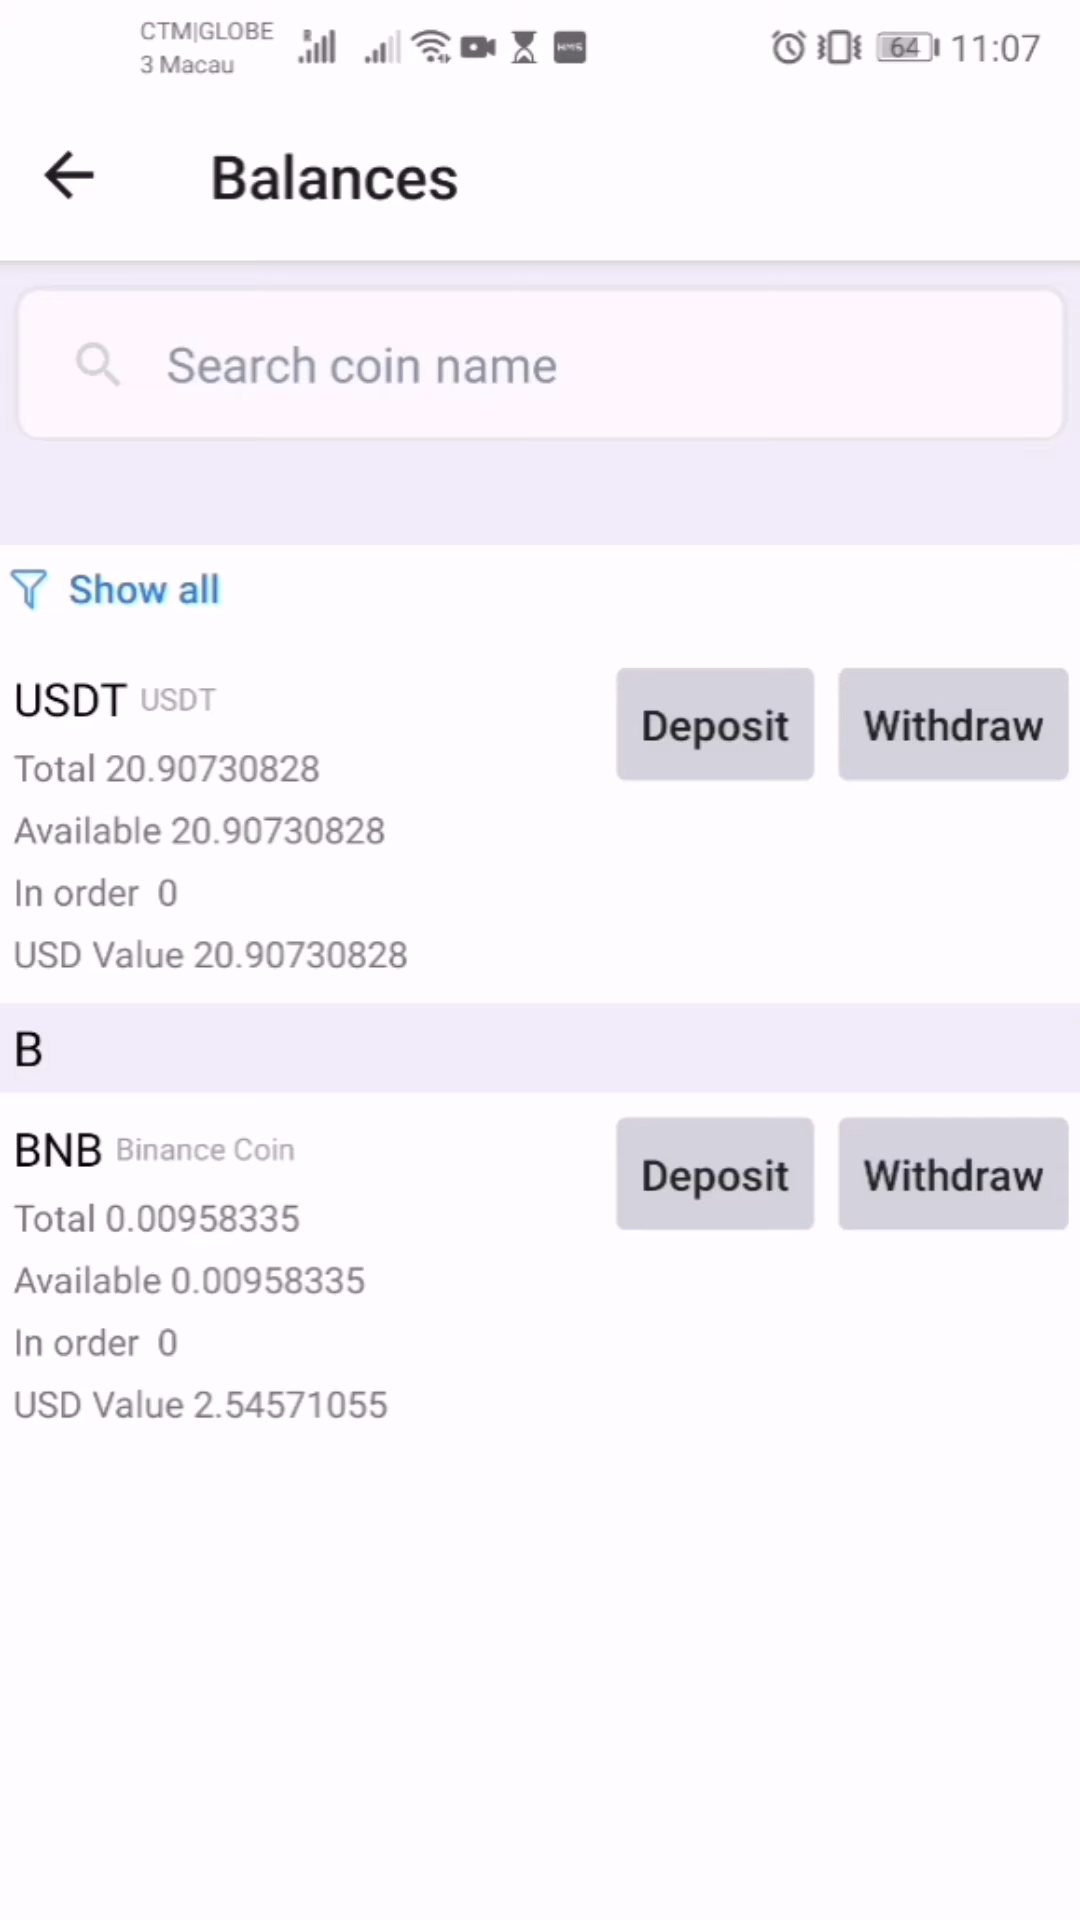 CTM|GLOBE
3 Macau
R
HMS
64
11:07
Balances
Search coin name
Show all
USDT USDT
Deposit
Withdraw
Total 20.90730828
Available 20.90730828
In order 0
USD Value 20.90730828
B
BNB Binance Coin
Deposit
Withdraw
Total 0.00958335
Available 0.00958335
In order 0
USD Value 2.54571055